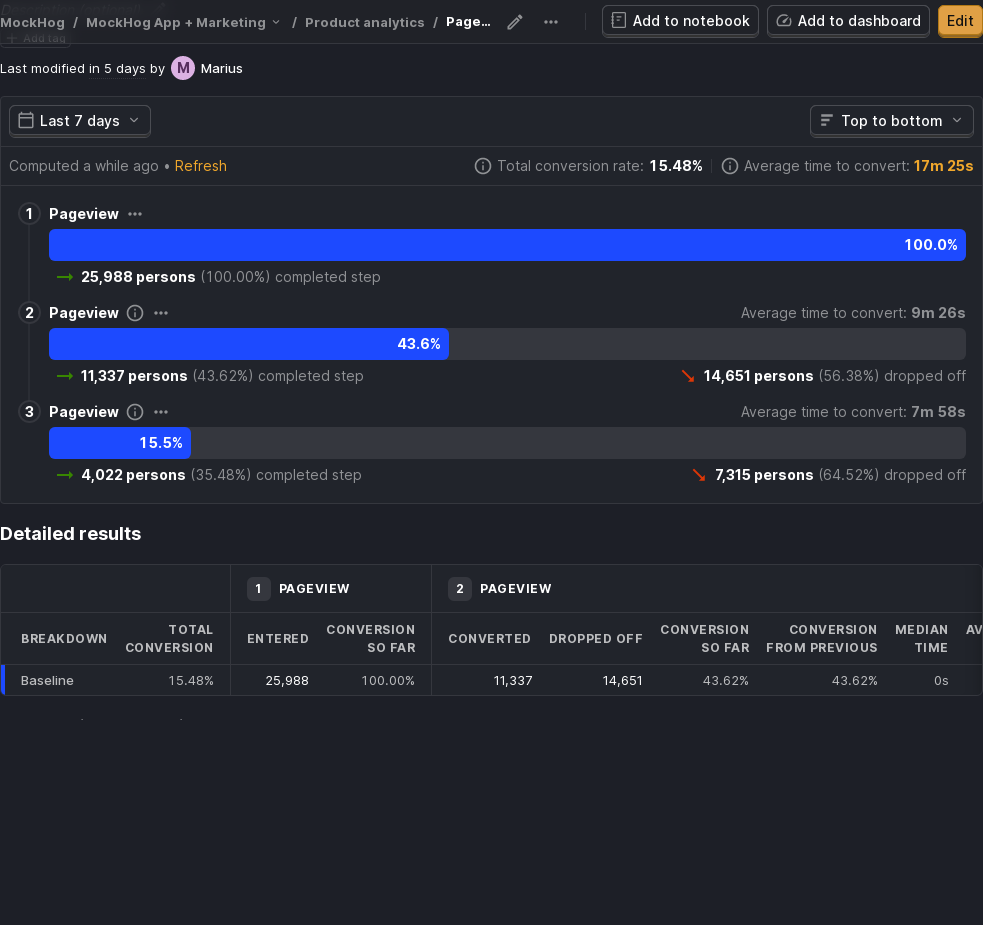 MockHog / MockHog App + Marketing / Product analytics / Page... Add to notebook Add to dashboard Edit
Add tag
Last modified in 5 days by M Marius
Last 7 days Top to bottom
Computed a while ago • Refresh Total conversion rate: 15.48% Average time to convert: 17m 25s
1 Pageview
100.0%
25,988 persons (100.00%) completed step
2 Pageview Average time to convert: 9m 26s
43.6%
11,337 persons (43.62%) completed step 14,651 persons (56.38%) dropped off
3 Pageview Average time to convert: 7m 58s
15.5%
4,022 persons (35.48%) completed step 7,315 persons (64.52%) dropped off
Detailed results
1 PAGEVIEW 2 PAGEVIEW
BREAKDOWN TOTAL CONVERSION ENTERED CONVERSION SO FAR CONVERTED DROPPED OFF CONVERSION SO FAR CONVERSION FROM PREVIOUS MEDIAN TIME AV
Baseline 15.48% 25,988 100.00% 11,337 14,651 43.62% 43.62% 0s